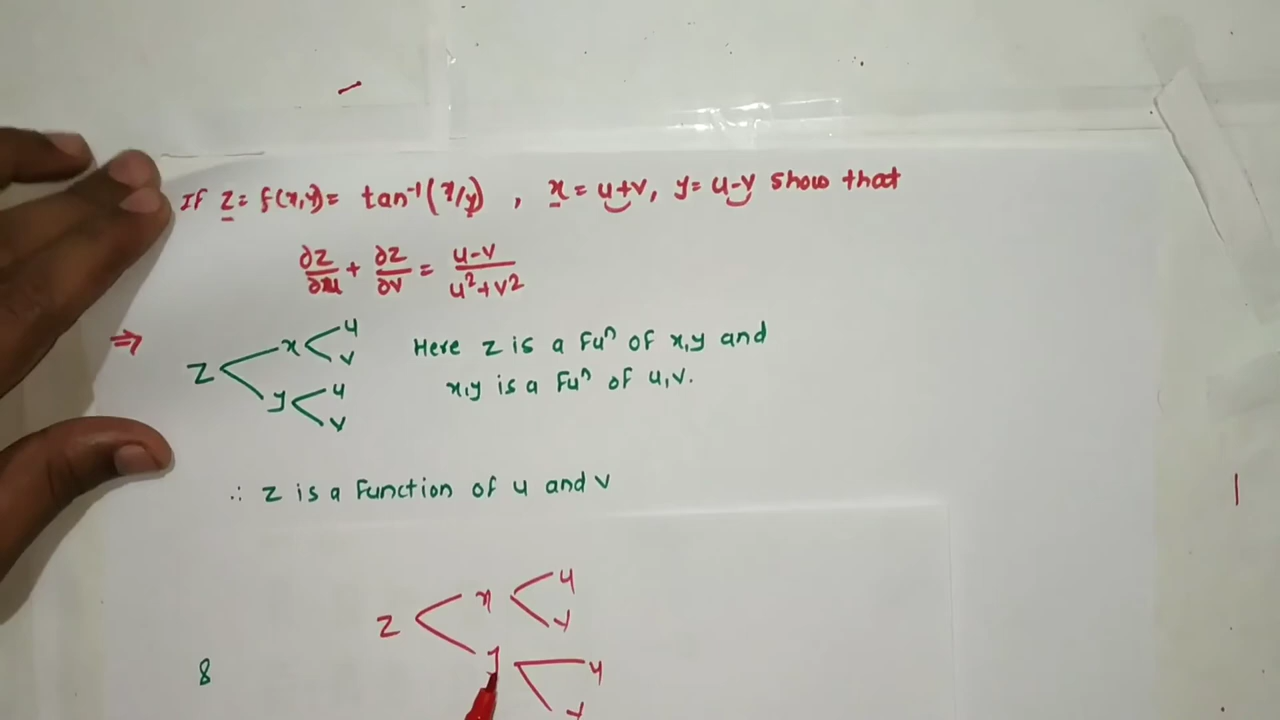 If z = f(x,y) = tan⁻¹(x/y) , x = u+v, y = u-v show that
∂z/∂u + ∂z/∂v = u-v/u²+v²
⇒
z x u v y u v
Here z is a Fuⁿ of x,y and
x,y is a Fuⁿ of u,v.
∴ z is a Function of u and v
z x u v y u v
8